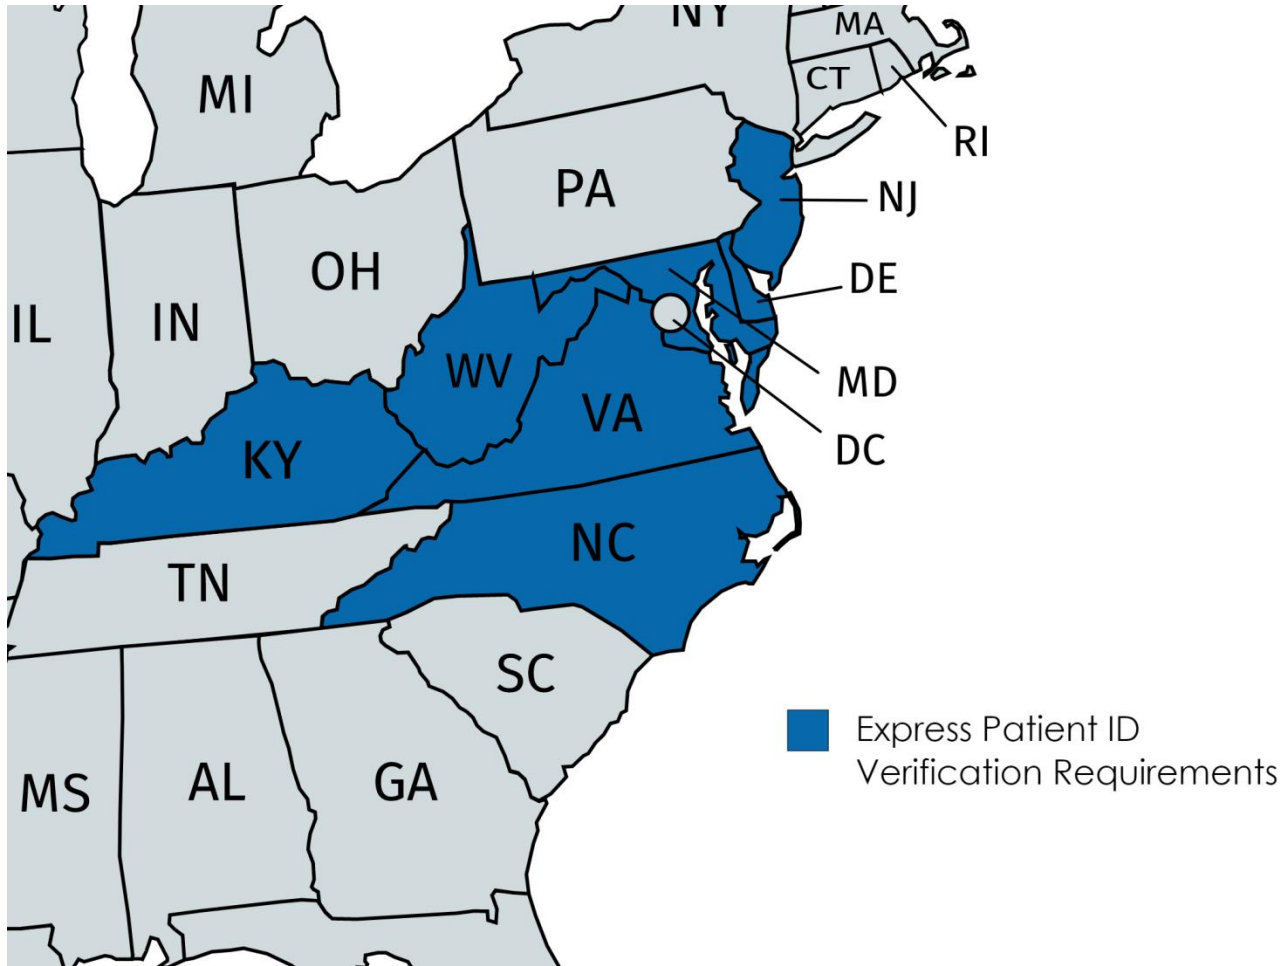 NY
MA
MI
CT
RI
PA
NJ
OH
DE
IL
IN
WV
MD
VA
DC
KY
NC
TN
SC
Express Patient ID
Verification Requirements
MS
AL
GA